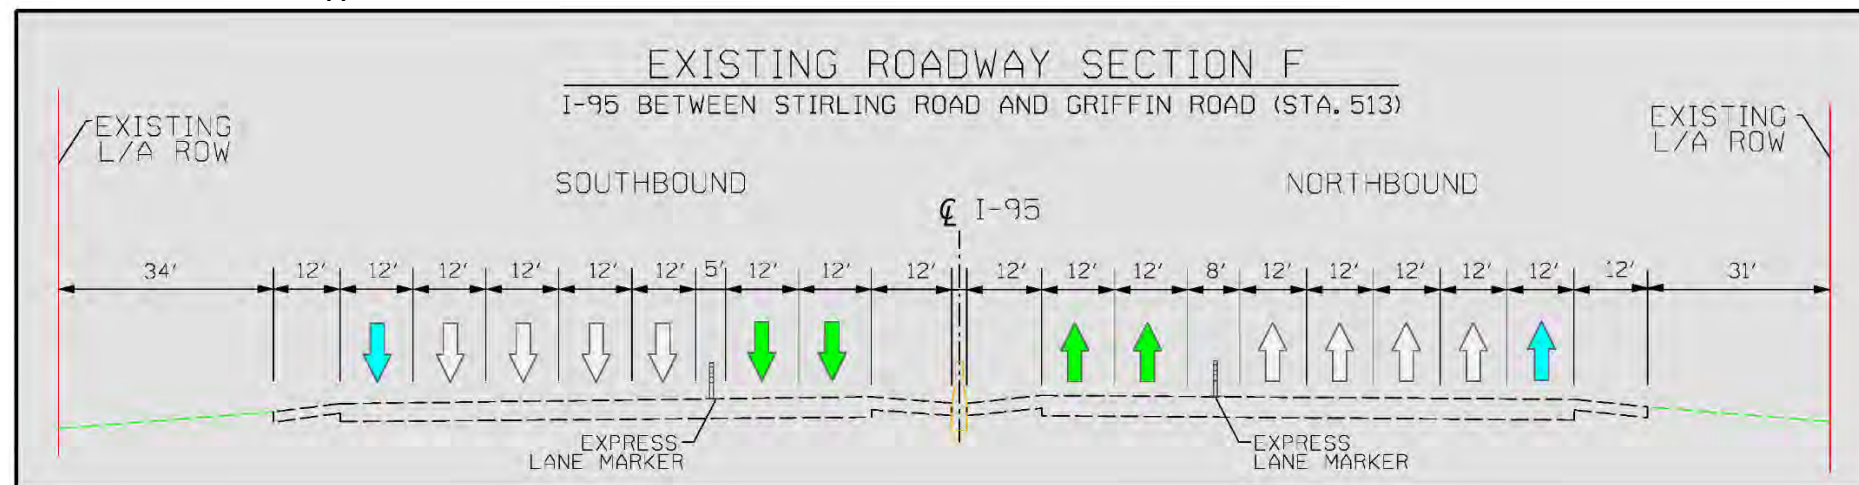 EXISTING ROADWAY SECTION F
I-95 BETWEEN STIRLING ROAD AND GRIFFIN ROAD (STA. 513)
EXISTING
L/A ROW
EXISTING
L/A ROW
SOUTHBOUND
NORTHBOUND
℄ I-95
34' 12' 12' 12' 12' 12' 12' 5' 12' 12' 12' 12' 12' 12' 8' 12' 12' 12' 12' 12' 12' 31'
EXPRESS
LANE MARKER
EXPRESS
LANE MARKER